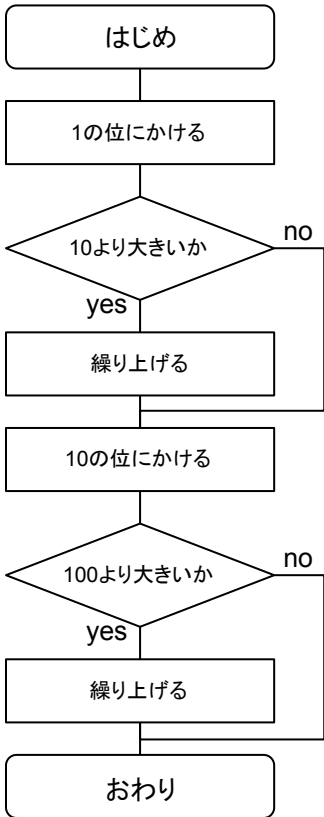 はじめ
1の位にかける
10より大きいか
no
yes
繰り上げる
10の位にかける
100より大きいか
no
yes
繰り上げる
おわり